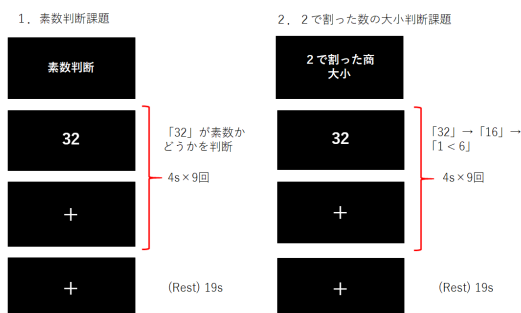 1．素数判断課題
素数判断
32
「32」が素数か
どうかを判断
4s×9回
＋
＋
(Rest) 19s
2．2で割った数の大小判断課題
2で割った商
大小
32
「32」→「16」→
「1＜6」
4s×9回
＋
＋
(Rest) 19s